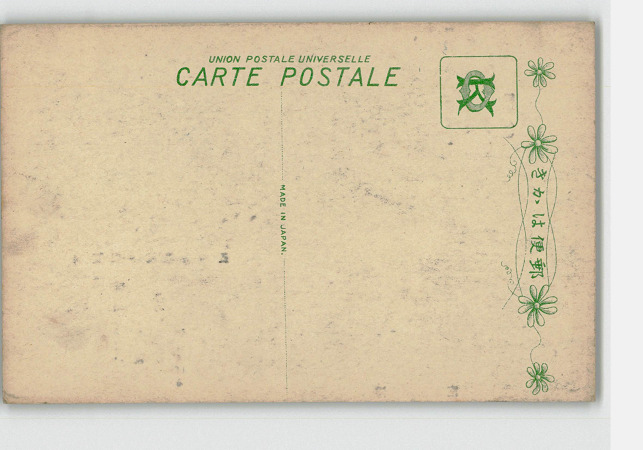 UNION POSTALE UNIVERSELLE
CARTE POSTALE
MADE IN JAPAN.
きかは便郵